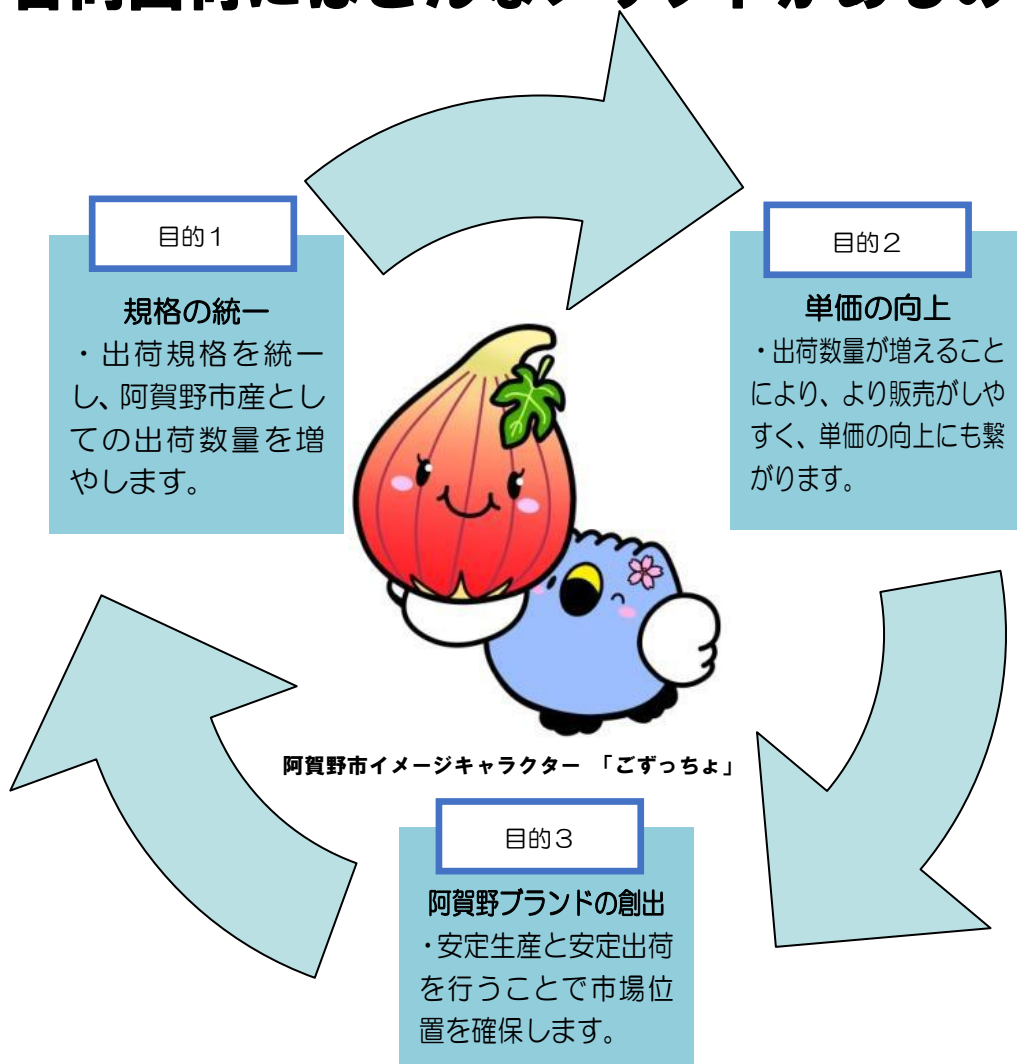 目的1
規格の統一
・出荷規格を統一
し、阿賀野市産とし
ての出荷数量を増
やします。
目的2
単価の向上
・出荷数量が増えること
により、より販売がしや
すく、単価の向上にも繋
がります。
阿賀野市イメージキャラクター 「ごずっちょ」
目的3
阿賀野ブランドの創出
・安定生産と安定出荷
を行うことで市場位
置を確保します。